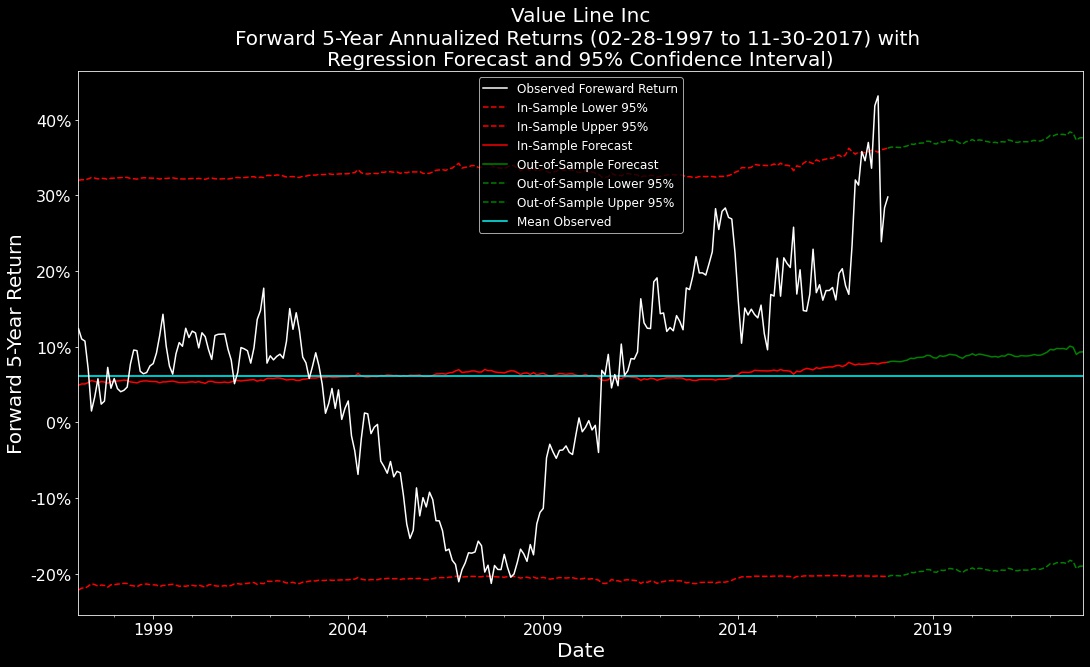 Value Line Inc
Forward 5-Year Annualized Returns (02-28-1997 to 11-30-2017) with
Regression Forecast and 95% Confidence Interval)
Observed Foreward Return
In-Sample Lower 95%
In-Sample Upper 95%
In-Sample Forecast
Out-of-Sample Forecast
Out-of-Sample Lower 95%
Out-of-Sample Upper 95%
Mean Observed
Forward 5-Year Return
40%
30%
20%
10%
0%
-10%
-20%
1999
2004
2009
2014
2019
Date